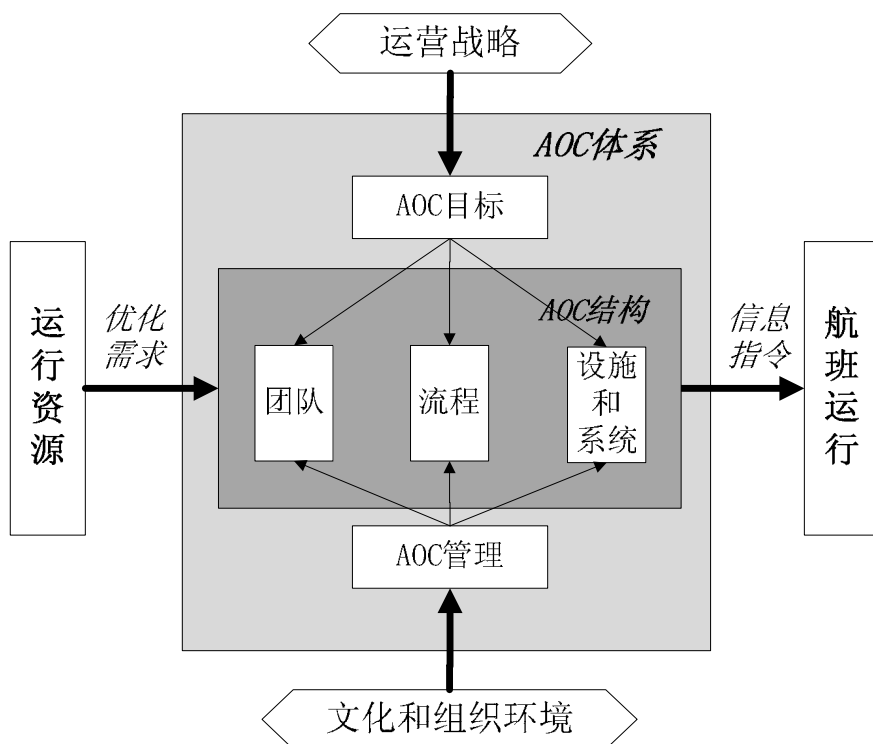 运营战略
AOC体系
AOC目标
AOC结构
运行资源
优化
需求
团队
流程
设施
和
系统
信息
指令
航班运行
AOC管理
文化和组织环境